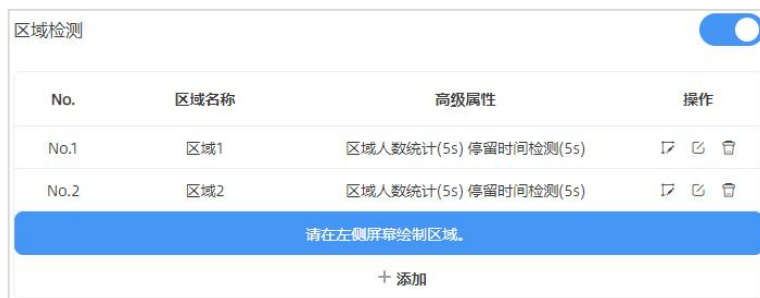 区域检测
No. 区域名称 高级属性 操作
No.1 区域1 区域人数统计(5s) 停留时间检测(5s)
No.2 区域2 区域人数统计(5s) 停留时间检测(5s)
请在左侧屏幕绘制区域。
+ 添加